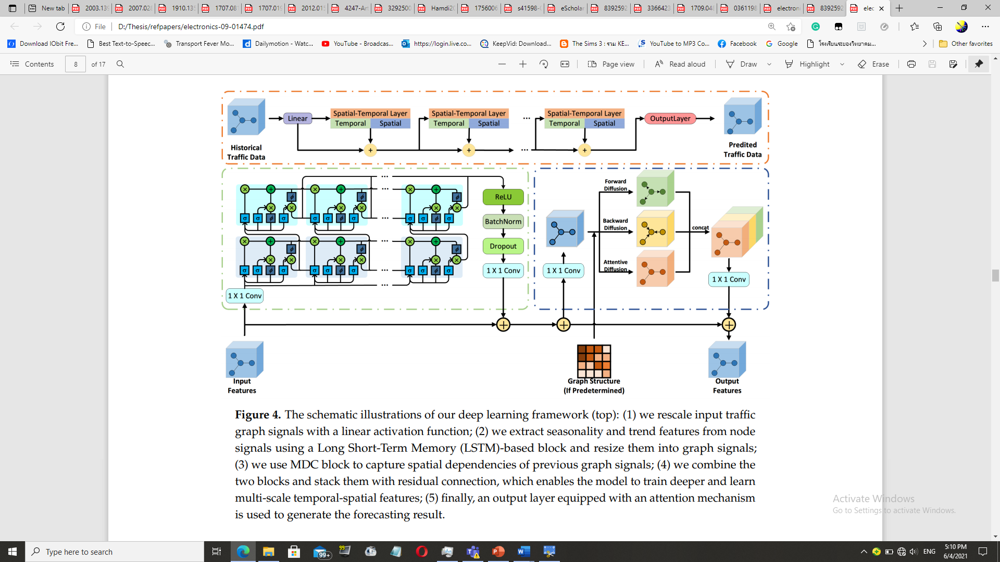 New tab
2003.139
2007.028
1910.135
1707.081
1707.019
2012.015
4247-Art
3292500
Hamdi20
1756006
s41598-
eScholar
8392592
3366423
1709.048
0361198
electroni
8392592
elec
File
D:/Thesis/refpapers/electronics-09-01474.pdf
Download IObit Fre...
Best Text-to-Speec...
Transport Fever Mo...
Dailymotion - Watc...
YouTube - Broadcas...
https://login.live.co...
KeepVid: Download...
The Sims 3 : รวม KE...
YouTube to MP3 Co...
Facebook
Google
โรงเรียนระยองวิทยาคม...
Other favorites
Contents
8
of 17
Page view
Read aloud
Draw
Highlight
Erase
Linear
Spatial-Temporal Layer
Temporal
Spatial
Spatial-Temporal Layer
Temporal
Spatial
...
Spatial-Temporal Layer
Temporal
Spatial
OutputLayer
Historical
Traffic Data
+
+
...
+
Predited
Traffic Data
ReLU
BatchNorm
Dropout
1 X 1 Conv
1 X 1 Conv
1 X 1 Conv
Forward
Diffusion
Backward
Diffusion
Attentive
Diffusion
concat
1 X 1 Conv
Input
Features
Graph Structure
(If Predetermined)
Output
Features
Figure 4. The schematic illustrations of our deep learning framework (top): (1) we rescale input traffic
graph signals with a linear activation function; (2) we extract seasonality and trend features from node
signals using a Long Short-Term Memory (LSTM)-based block and resize them into graph signals;
(3) we use MDC block to capture spatial dependencies of previous graph signals; (4) we combine the
two blocks and stack them with residual connection, which enables the model to train deeper and learn
multi-scale temporal-spatial features; (5) finally, an output layer equipped with an attention mechanism
is used to generate the forecasting result.
Activate Windows
Go to Settings to activate Windows.
Type here to search
99+
99
ENG
5:10 PM
6/4/2021